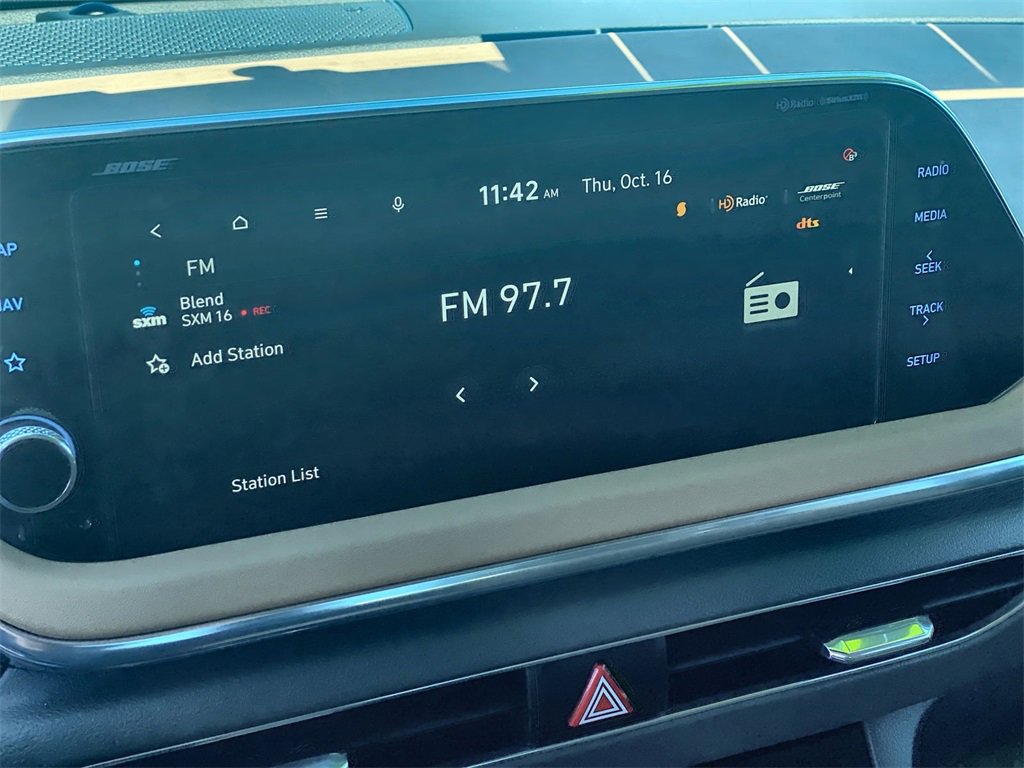 HD Radio SiriusXM
BOSE
11:42 AM Thu, Oct. 16
HD Radio
BOSE
Centerpoint
dts
FM
Blend
SXM 16 REC
sxm
Add Station
FM 97.7
Station List
AP
AV
RADIO
MEDIA
<
SEEK
TRACK
>
SETUP